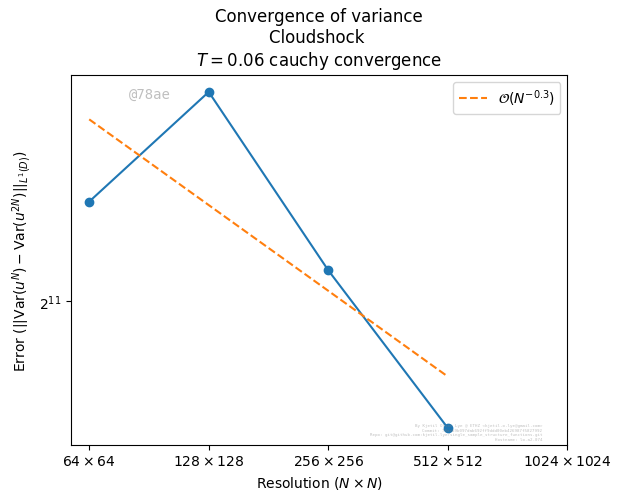 Convergence of variance
Cloudshock
T = 0.06 cauchy convergence
@78ae
O(N^{-0.3})
Error (||Var(u^N) − Var(u^{2N})||_{L^1(D)})
2^{11}
64 × 64
128 × 128
256 × 256
512 × 512
1024 × 1024
Resolution (N × N)